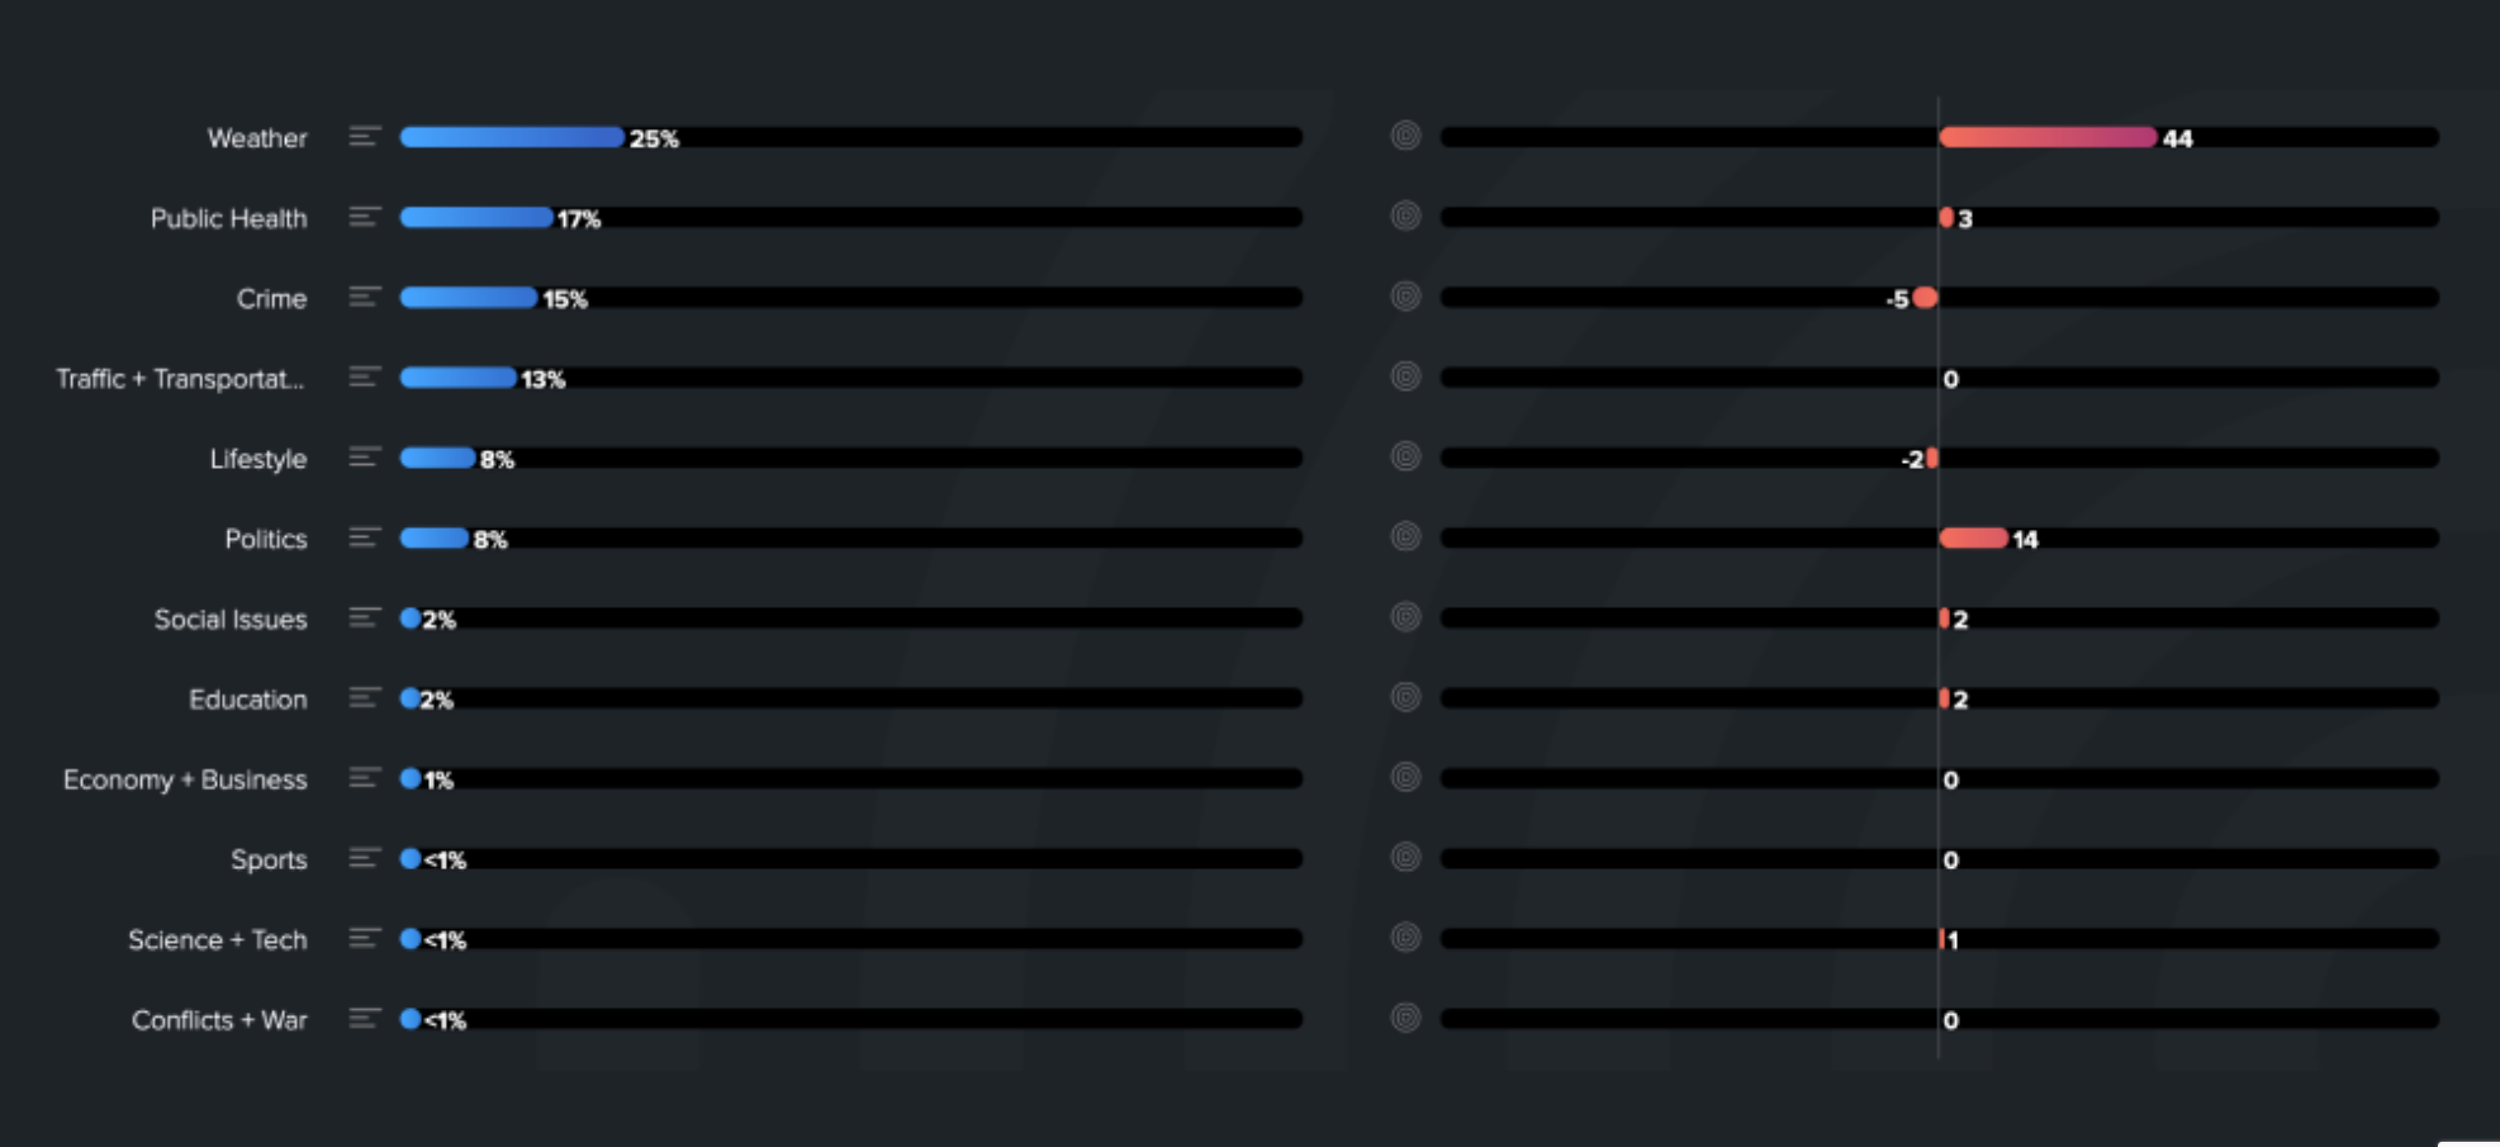 Weather 25% 44
Public Health 17% 3
Crime 15% -5
Traffic + Transportat... 13% 0
Lifestyle 8% -2
Politics 8% 14
Social Issues 2% 2
Education 2% 2
Economy + Business 1% 0
Sports <1% 0
Science + Tech <1% 1
Conflicts + War <1% 0